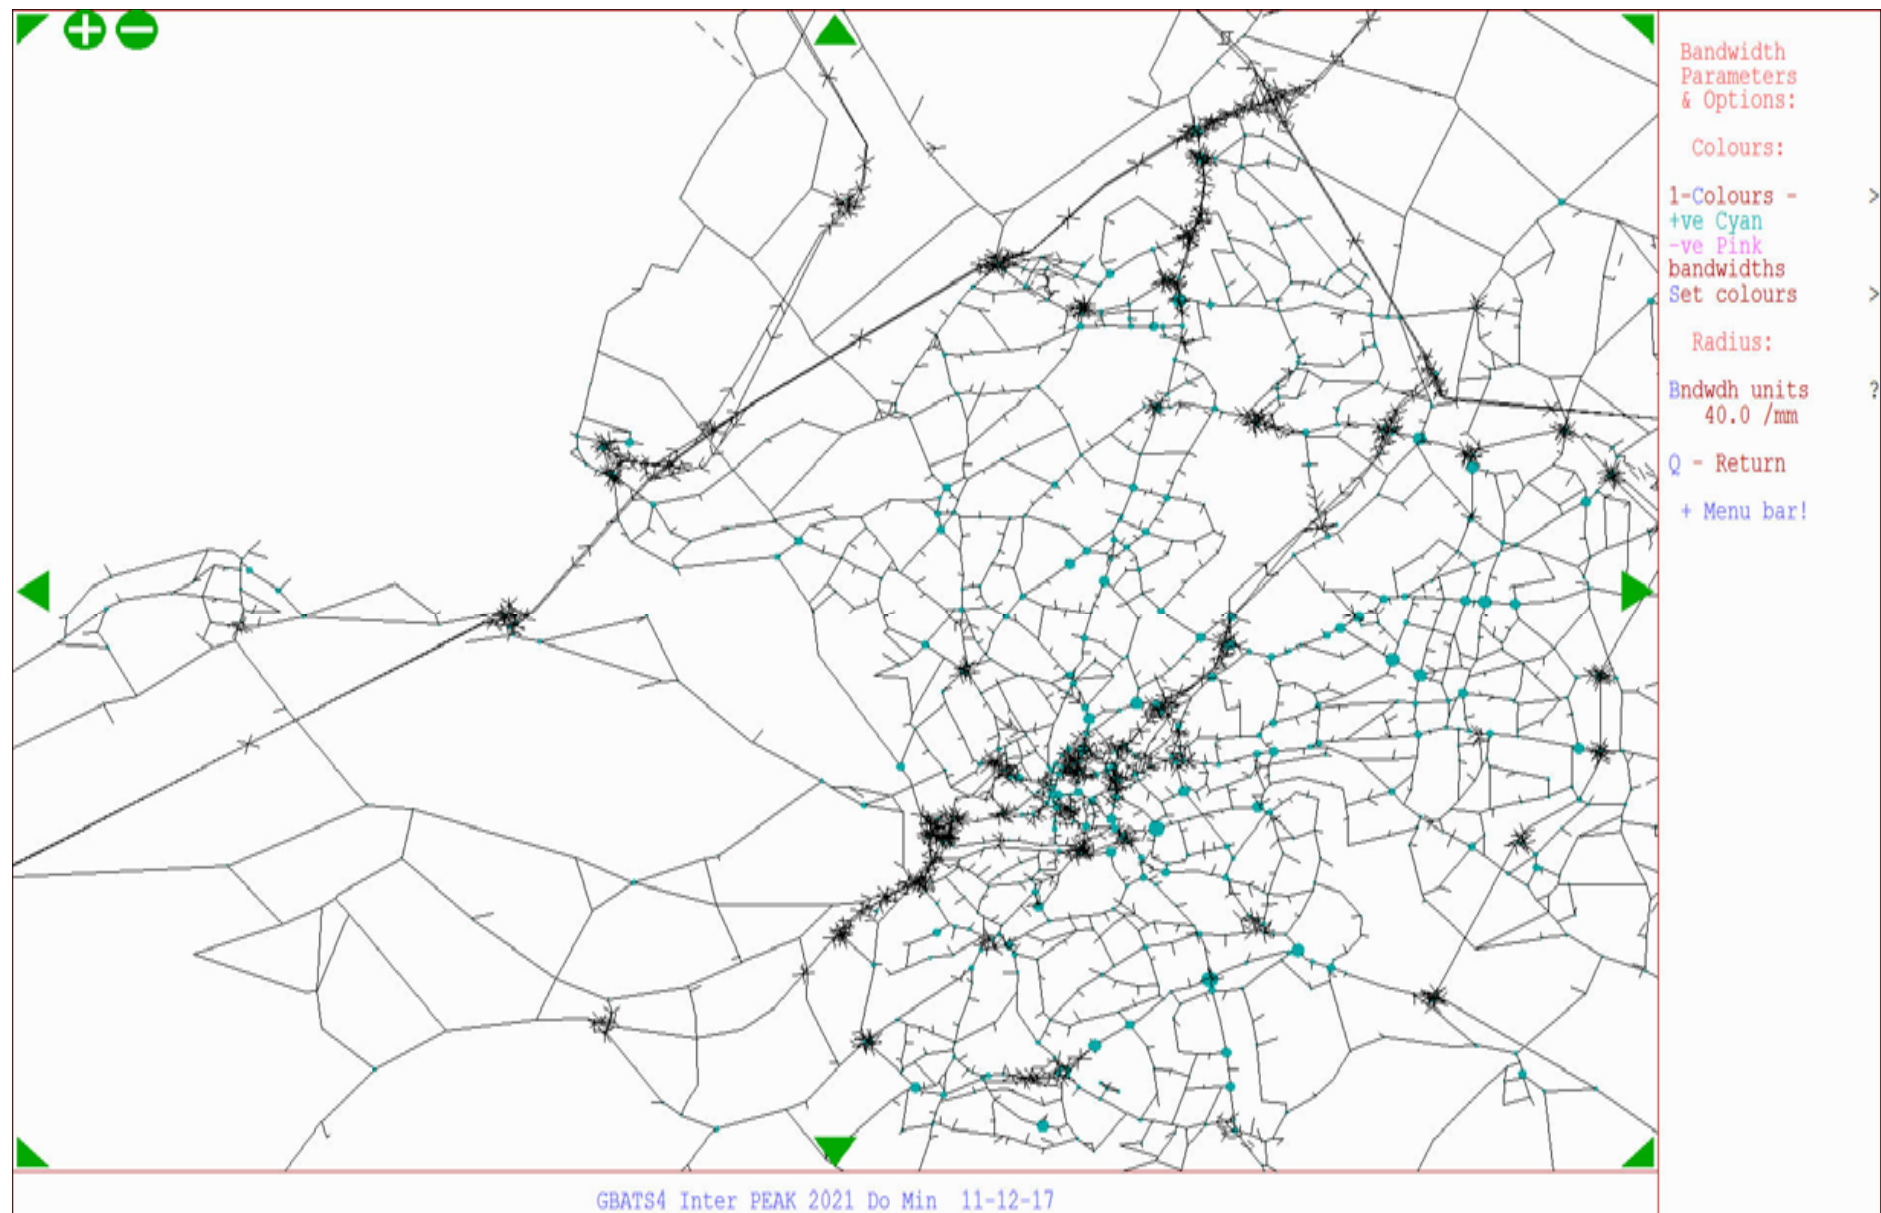 Bandwidth
Parameters
& Options:
Colours:
1-Colours - >
+ve Cyan
-ve Pink
bandwidths
Set colours >
Radius:
Bndwdh units ?
40.0 /mm
Q - Return
+ Menu bar!
GBATS4 Inter PEAK 2021 Do Min 11-12-17